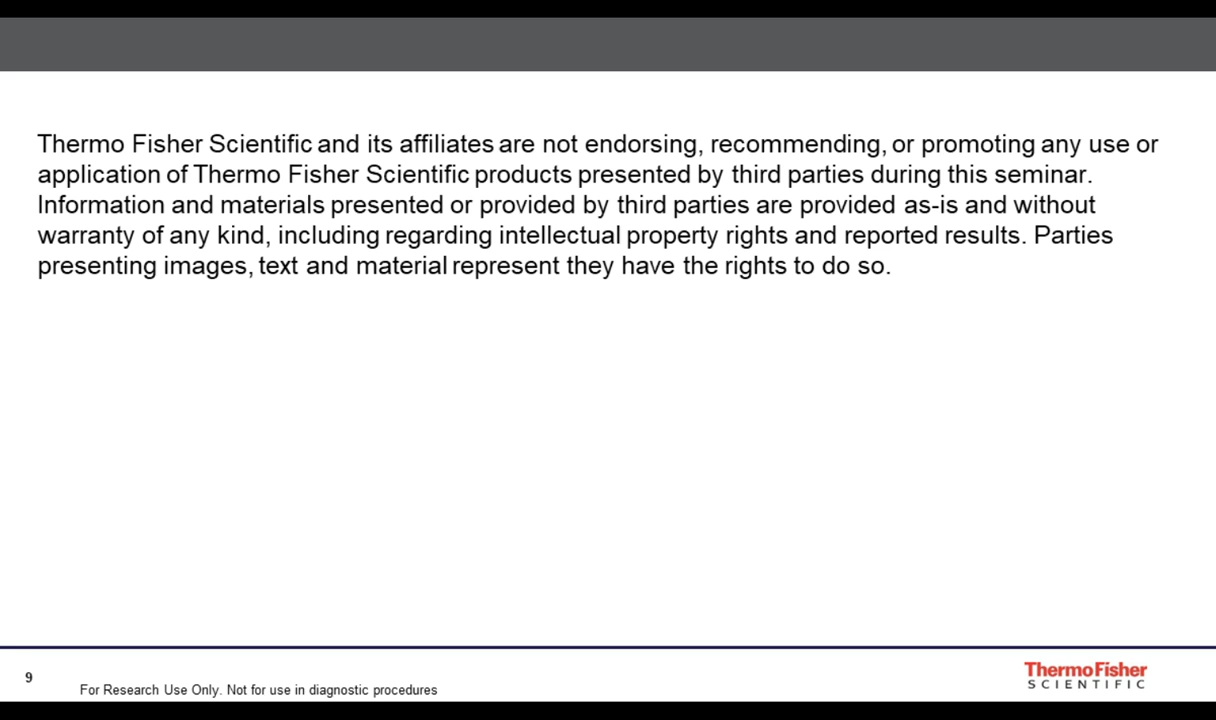 Thermo Fisher Scientific and its affiliates are not endorsing, recommending, or promoting any use or
application of Thermo Fisher Scientific products presented by third parties during this seminar.
Information and materials presented or provided by third parties are provided as-is and without
warranty of any kind, including regarding intellectual property rights and reported results. Parties
presenting images, text and material represent they have the rights to do so.
9
For Research Use Only. Not for use in diagnostic procedures
ThermoFisher
SCIENTIFIC